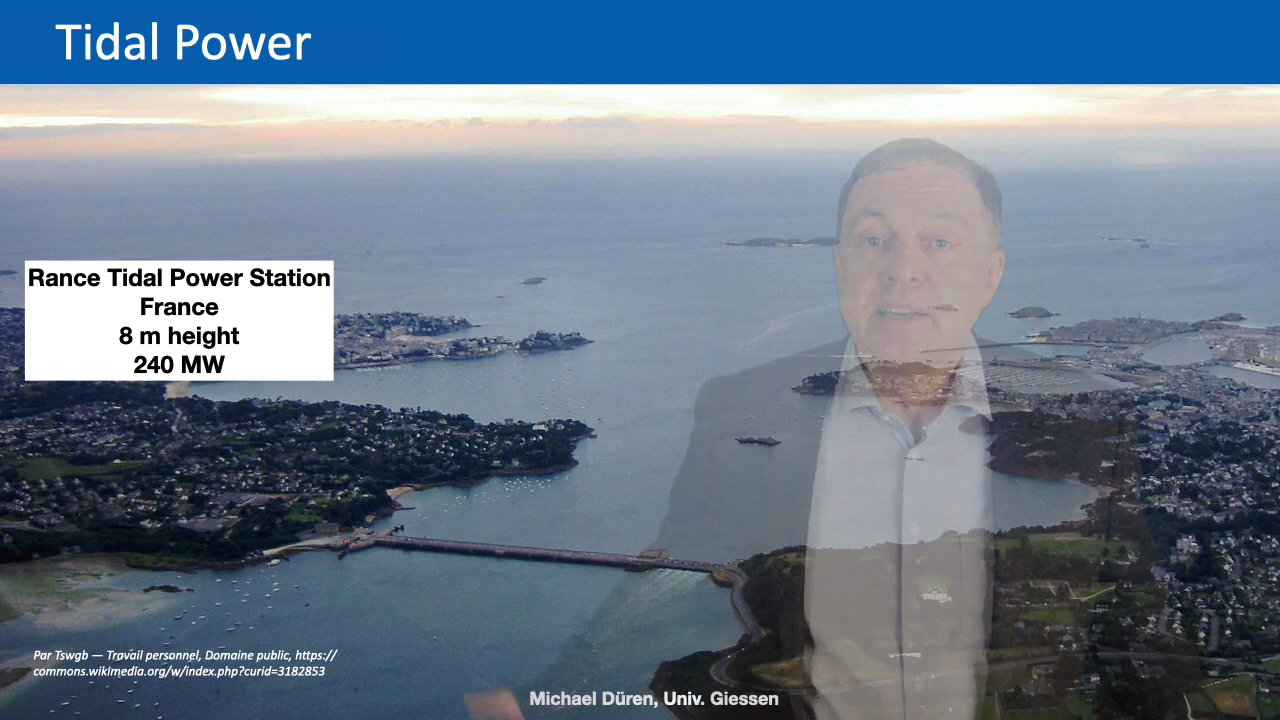 Tidal Power
Rance Tidal Power Station
France
8 m height
240 MW
Par Tswgb — Travail personnel, Domaine public, https://
commons.wikimedia.org/w/index.php?curid=3182853
Michael Düren, Univ. Giessen